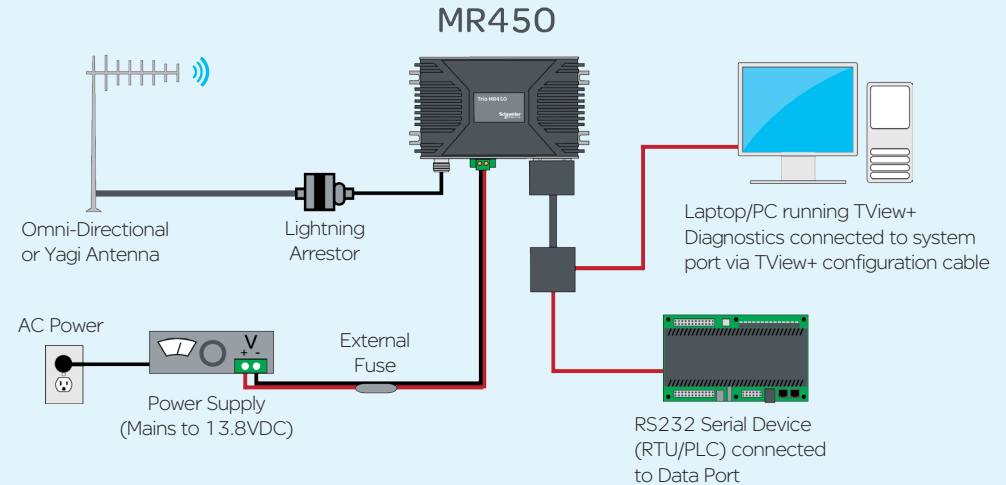 MR450
Trio MR450
Schneider
Electric
Omni-Directional
or Yagi Antenna
Lightning
Arrestor
Laptop/PC running TView+
Diagnostics connected to system
port via TView+ configuration cable
AC Power
V
+ -
External
Fuse
Power Supply
(Mains to 13.8VDC)
RS232 Serial Device
(RTU/PLC) connected
to Data Port